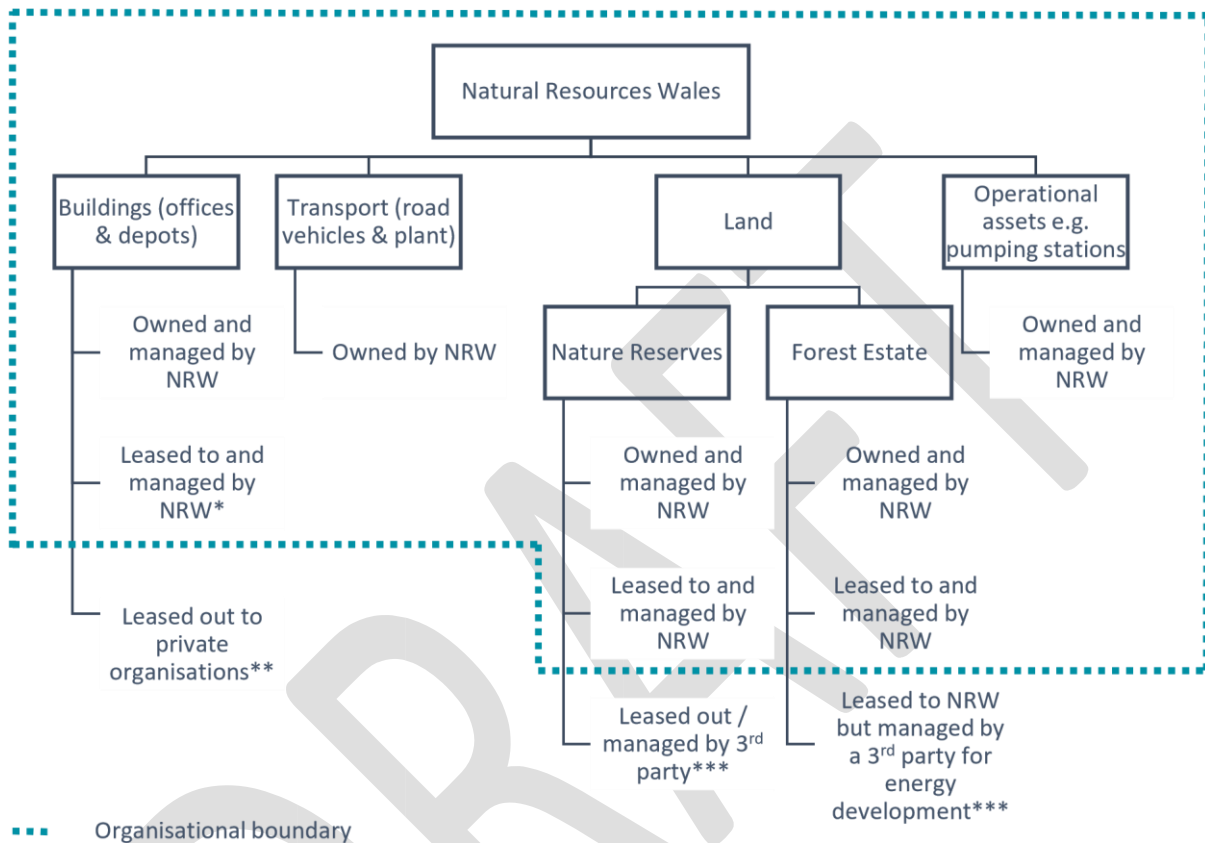 Natural Resources Wales
Buildings (offices
& depots)
Transport (road
vehicles & plant)
Land
Operational
assets e.g.
pumping stations
Owned and
managed by
NRW
Owned by NRW
Nature Reserves
Forest Estate
Owned and
managed by
NRW
Leased to and
managed by
NRW*
Owned and
managed by
NRW
Owned and
managed by
NRW
Leased out to
private
organisations**
Leased to and
managed by
NRW
Leased to and
managed by
NRW
Leased out /
managed by 3rd
party***
Leased to NRW
but managed by
a 3rd party for
energy
development***
Organisational boundary
DRAFT